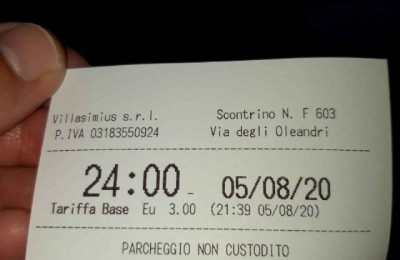 Villasimius s.r.l. Scontrino N. F 603
P.IVA 03183550924 Via degli Oleandri
24:00 05/08/20
Tariffa Base Eu 3.00 (21:39 05/08/20)
PARCHEGGIO NON CUSTODITO